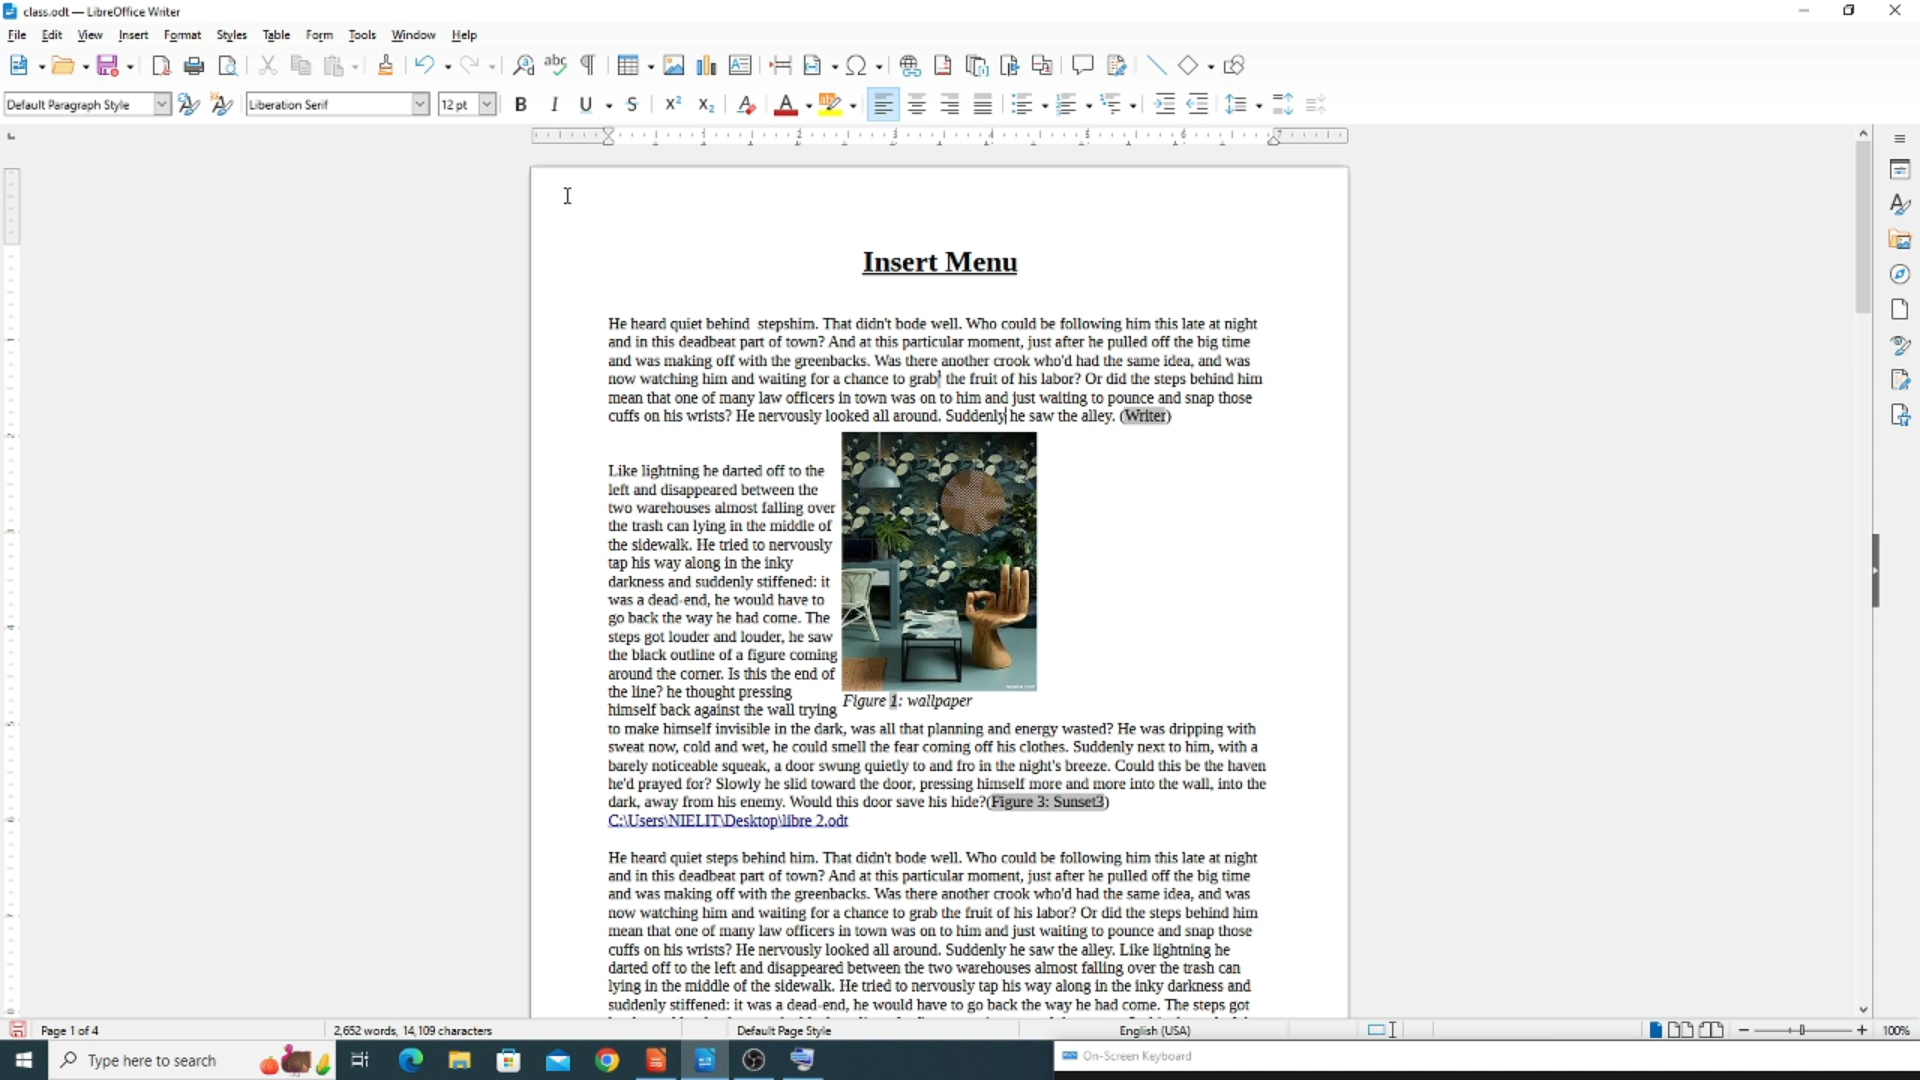 class.odt — LibreOffice Writer
File Edit View Insert Format Styles Table Form Tools Window Help
Default Paragraph Style Liberation Serif 12 pt
Insert Menu
He heard quiet behind  stepshim. That didn't bode well. Who could be following him this late at night
and in this deadbeat part of town? And at this particular moment, just after he pulled off the big time
and was making off with the greenbacks. Was there another crook who'd had the same idea, and was
now watching him and waiting for a chance to grab the fruit of his labor? Or did the steps behind him
mean that one of many law officers in town was on to him and just waiting to pounce and snap those
cuffs on his wrists? He nervously looked all around. Suddenly he saw the alley. (Writer)
Like lightning he darted off to the
left and disappeared between the
two warehouses almost falling over
the trash can lying in the middle of
the sidewalk. He tried to nervously
tap his way along in the inky
darkness and suddenly stiffened: it
was a dead-end, he would have to
go back the way he had come. The
steps got louder and louder, he saw
the black outline of a figure coming
around the corner. Is this the end of
the line? he thought pressing
himself back against the wall trying
Figure 1: wallpaper
to make himself invisible in the dark, was all that planning and energy wasted? He was dripping with
sweat now, cold and wet, he could smell the fear coming off his clothes. Suddenly next to him, with a
barely noticeable squeak, a door swung quietly to and fro in the night's breeze. Could this be the haven
he'd prayed for? Slowly he slid toward the door, pressing himself more and more into the wall, into the
dark, away from his enemy. Would this door save his hide?(Figure 3: Sunset3)
C:\Users\NIELIT\Desktop\libre 2.odt
He heard quiet steps behind him. That didn't bode well. Who could be following him this late at night
and in this deadbeat part of town? And at this particular moment, just after he pulled off the big time
and was making off with the greenbacks. Was there another crook who'd had the same idea, and was
now watching him and waiting for a chance to grab the fruit of his labor? Or did the steps behind him
mean that one of many law officers in town was on to him and just waiting to pounce and snap those
cuffs on his wrists? He nervously looked all around. Suddenly he saw the alley. Like lightning he
darted off to the left and disappeared between the two warehouses almost falling over the trash can
lying in the middle of the sidewalk. He tried to nervously tap his way along in the inky darkness and
suddenly stiffened: it was a dead-end, he would have to go back the way he had come. The steps got
Page 1 of 4 2,652 words, 14,109 characters Default Page Style English (USA) 100%
Type here to search On-Screen Keyboard